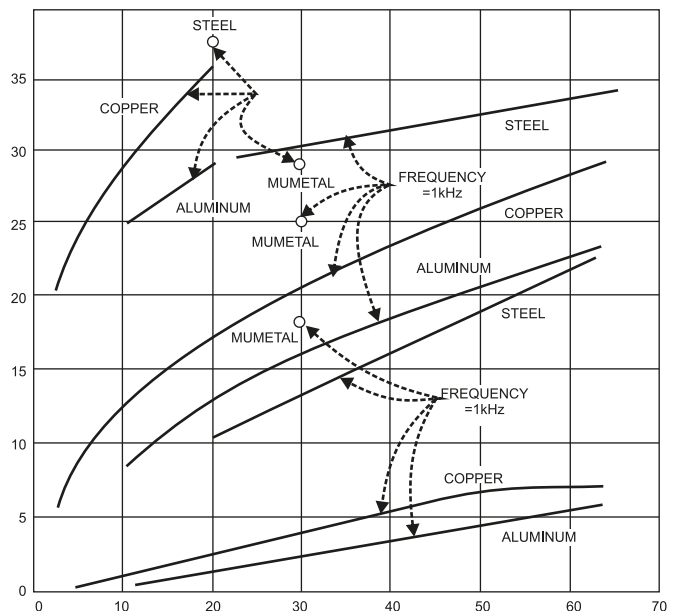 STEEL
35
COPPER
STEEL
30
MUMETAL
FREQUENCY
=1kHz
ALUMINUM
COPPER
25
MUMETAL
ALUMINUM
20
STEEL
MUMETAL
15
FREQUENCY
=1kHz
10
COPPER
5
ALUMINUM
0
0 10 20 30 40 50 60 70